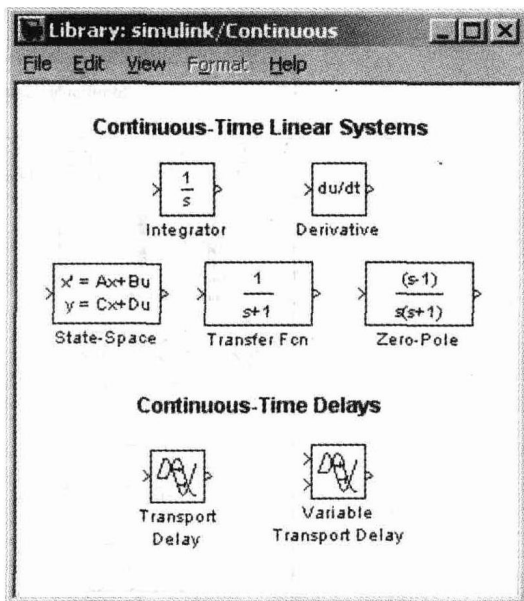 Library: simulink/Continuous
File Edit View Format Help
Continuous-Time Linear Systems
1
s
Integrator
du/dt
Derivative
x' = Ax+Bu
y = Cx+Du
State-Space
1
s+1
Transfer Fcn
(s-1)
s(s+1)
Zero-Pole
Continuous-Time Delays
Transport
Delay
Variable
Transport Delay